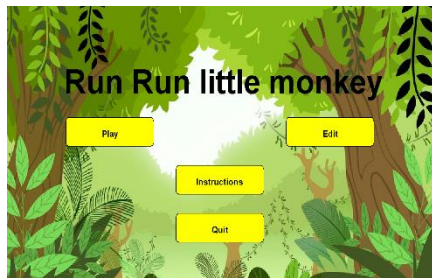 Run Run little monkey
Play
Edit
Instructions
Quit